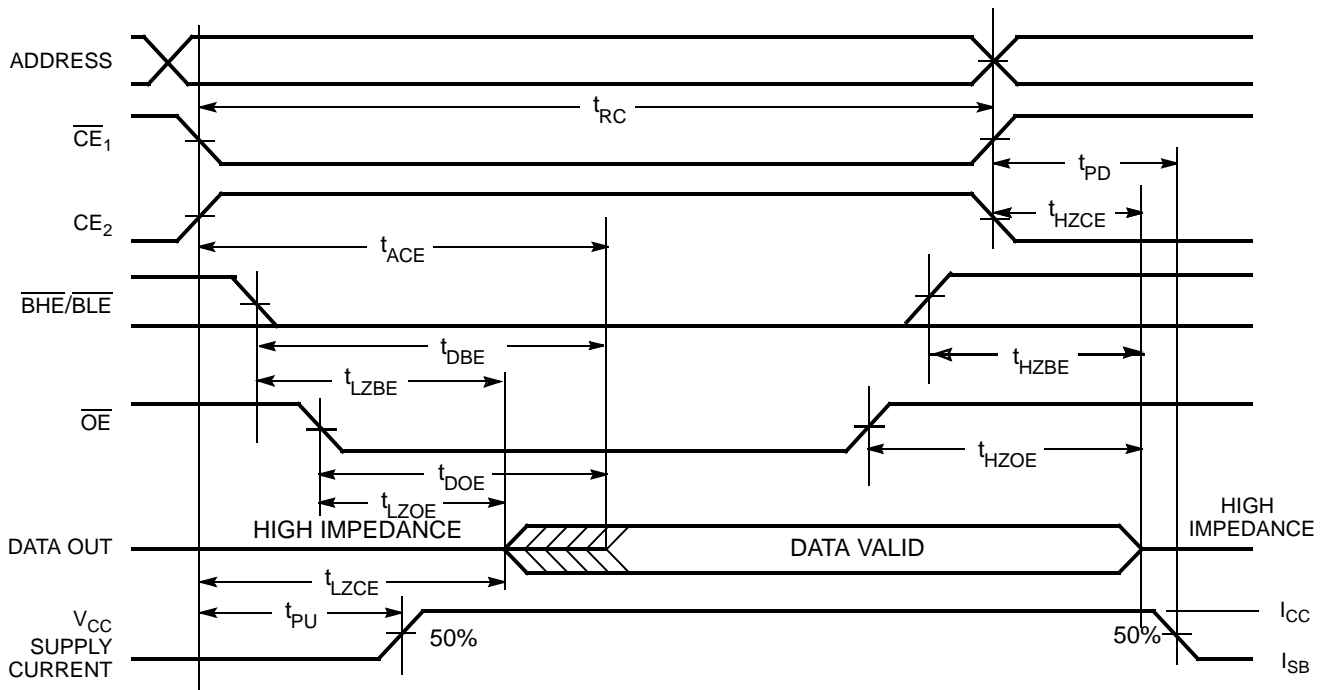 ADDRESS
tRC
CE1
tPD
CE2
tHZCE
tACE
BHE/BLE
tDBE
tHZBE
tLZBE
OE
tHZOE
tDOE
tLZOE
HIGH IMPEDANCE
HIGH
IMPEDANCE
DATA OUT
DATA VALID
tLZCE
tPU
VCC
SUPPLY
CURRENT
50%
50%
ICC
ISB